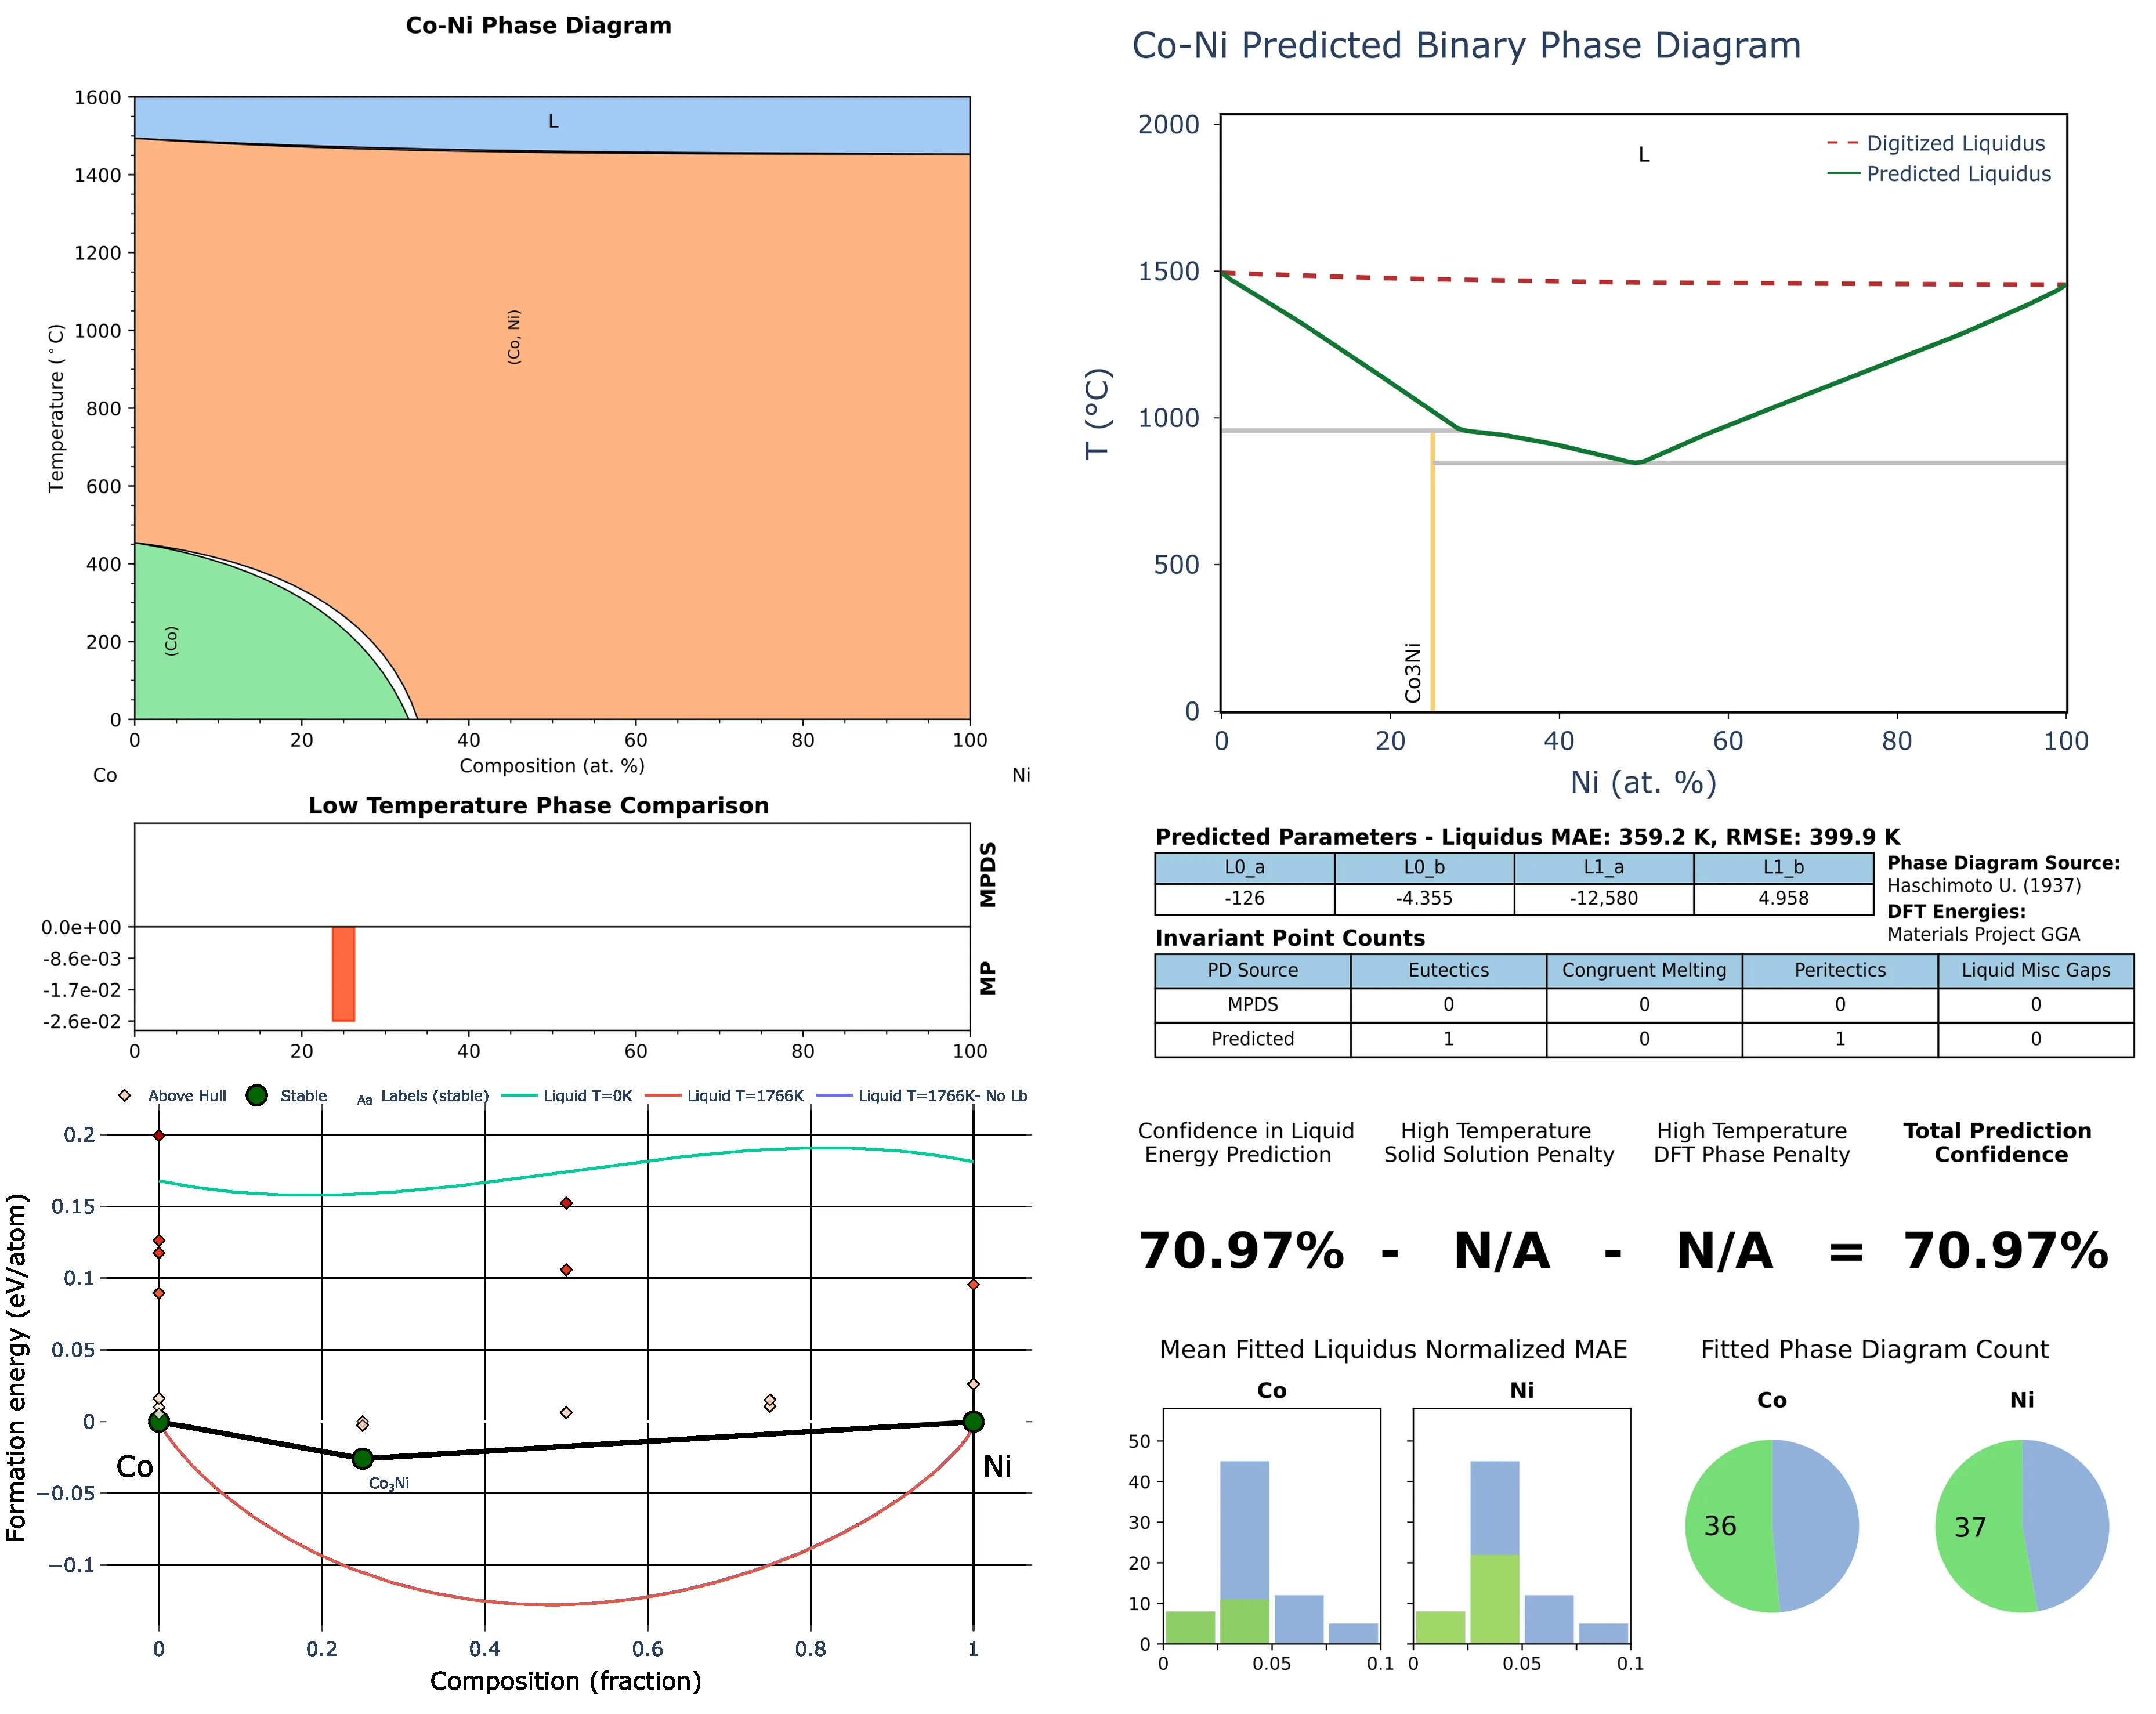 Co-Ni Phase Diagram
1600
1400
1200
1000
800
600
400
200
0
Temperature (°C)
L
(Co, Ni)
(Co)
0 20 40 60 80 100
Composition (at. %)
Co Ni
Low Temperature Phase Comparison
MPDS
MP
0.0e+00
-8.6e-03
-1.7e-02
-2.6e-02
0 20 40 60 80 100
Above Hull Stable Aa Labels (stable) Liquid T=0K Liquid T=1766K Liquid T=1766K- No Lb
0.2
0.15
0.1
0.05
0
−0.05
−0.1
Formation energy (eV/atom)
Co
Co3Ni
Ni
0 0.2 0.4 0.6 0.8 1
Composition (fraction)
Co-Ni Predicted Binary Phase Diagram
2000
1500
1000
500
0
T (°C)
L
Digitized Liquidus
Predicted Liquidus
Co3Ni
0 20 40 60 80 100
Ni (at. %)
Predicted Parameters - Liquidus MAE: 359.2 K, RMSE: 399.9 K
L0_a L0_b L1_a L1_b
-126 -4.355 -12,580 4.958
Phase Diagram Source:
Haschimoto U. (1937)
DFT Energies:
Materials Project GGA
Invariant Point Counts
PD Source Eutectics Congruent Melting Peritectics Liquid Misc Gaps
MPDS 0 0 0 0
Predicted 1 0 1 0
Confidence in Liquid
Energy Prediction
High Temperature
Solid Solution Penalty
High Temperature
DFT Phase Penalty
Total Prediction
Confidence
70.97% - N/A - N/A = 70.97%
Mean Fitted Liquidus Normalized MAE
Co
Ni
50
40
30
20
10
0
0 0.05 0.1
0 0.05 0.1
Fitted Phase Diagram Count
Co
Ni
36
37